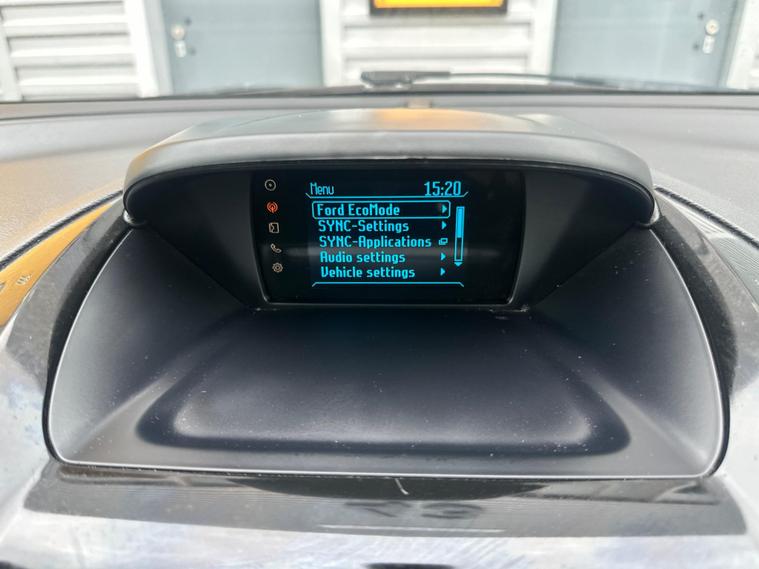 Menu 15:20
Ford EcoMode
SYNC-Settings
SYNC-Applications
Audio settings
Vehicle settings